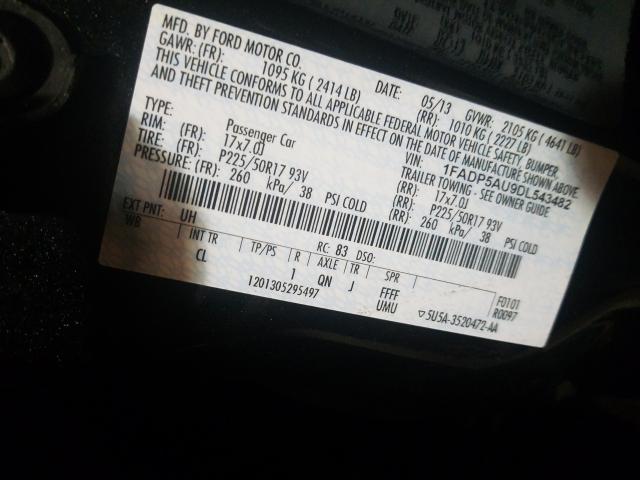 MFD. BY FORD MOTOR CO.
DATE: 05/13 GVWR: 2105 KG ( 4641 LB)
GAWR: (FR): 1095 KG ( 2414 LB) (RR): 1010 KG ( 2227 LB)
THIS VEHICLE CONFORMS TO ALL APPLICABLE FEDERAL MOTOR VEHICLE SAFETY, BUMPER
AND THEFT PREVENTION STANDARDS IN EFFECT ON THE DATE OF MANUFACTURE SHOWN ABOVE.
VIN: 1FADP5AU9DL543482
TYPE: Passenger Car TRAILER TOWING - SEE OWNER GUIDE
RIM: (FR): 17x7.0J (RR): 17x7.0J
TIRE: (FR): P225/50R17 93V (RR): P225/50R17 93V
PRESSURE: (FR): 260 kPa/ 38 PSI COLD (RR): 260 kPa/ 38 PSI COLD
EXT PNT: UH RC: 83 DSO:
WB INT TR TP/PS R AXLE TR SPR
CL 1 QN J FFFF F0101
UMU R0097
1201305295497 ▽5U5A-3520472-AA